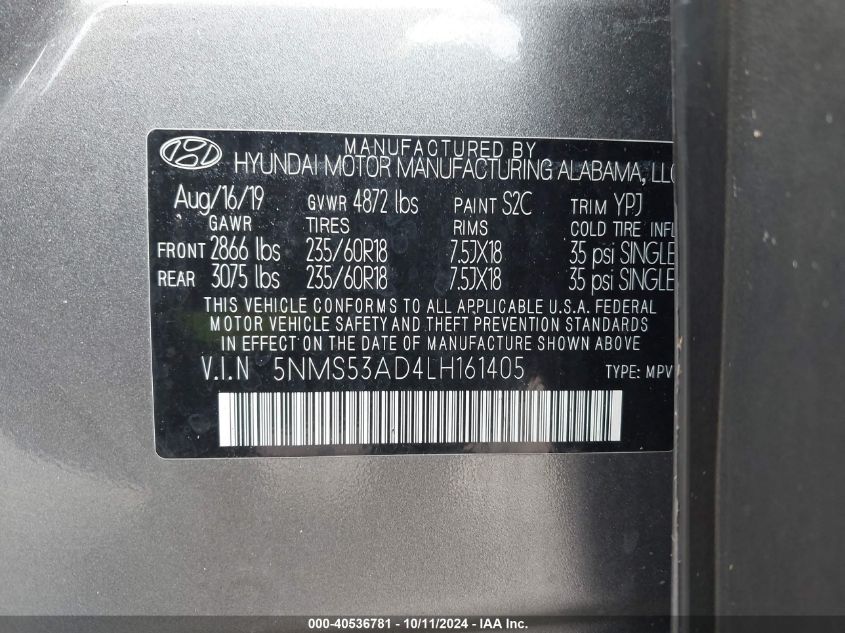 MANUFACTURED BY
HYUNDAI MOTOR MANUFACTURING ALABAMA, LLC
Aug/16/19 GVWR 4872 lbs PAINT S2C TRIM YPJ
GAWR TIRES RIMS COLD TIRE INFL
FRONT 2866 lbs 235/60R18 7.5JX18 35 psi SINGLE
REAR 3075 lbs 235/60R18 7.5JX18 35 psi SINGLE
THIS VEHICLE CONFORMS TO ALL APPLICABLE U.S.A. FEDERAL
MOTOR VEHICLE SAFETY AND THEFT PREVENTION STANDARDS
IN EFFECT ON THE DATE OF MANUFACTURE SHOWN ABOVE.
V.I.N 5NMS53AD4LH161405 TYPE: MPV
000-40536781 - 10/11/2024 - IAA Inc.